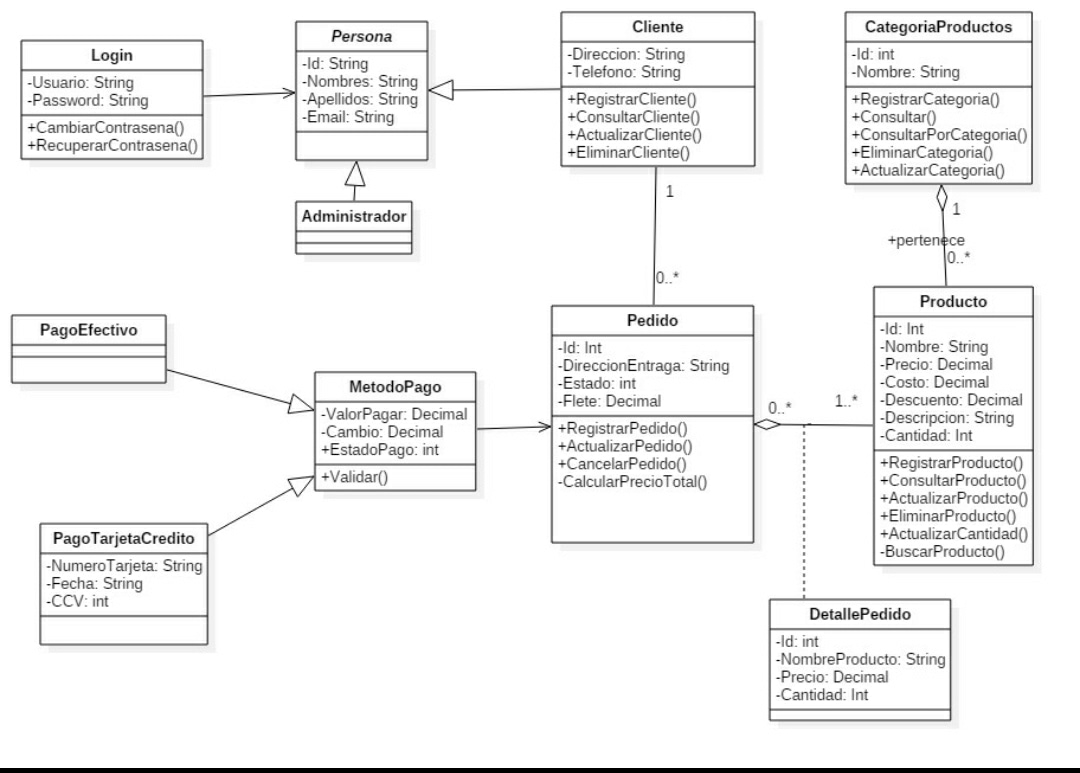 Login
-Usuario: String
-Password: String
+CambiarContrasena()
+RecuperarContrasena()
Persona
-Id: String
-Nombres: String
-Apellidos: String
-Email: String
Cliente
-Direccion: String
-Telefono: String
+RegistrarCliente()
+ConsultarCliente()
+ActualizarCliente()
+EliminarCliente()
CategoriaProductos
-Id: int
-Nombre: String
+RegistrarCategoria()
+Consultar()
+ConsultarPorCategoria()
+EliminarCategoria()
+ActualizarCategoria()
Administrador
1
0..*
1
+pertenece
0..*
PagoEfectivo
MetodoPago
-ValorPagar: Decimal
-Cambio: Decimal
+EstadoPago: int
+Validar()
Pedido
-Id: Int
-DireccionEntraga: String
-Estado: int
-Flete: Decimal
+RegistrarPedido()
+ActualizarPedido()
+CancelarPedido()
-CalcularPrecioTotal()
0..*
1..*
Producto
-Id: Int
-Nombre: String
-Precio: Decimal
-Costo: Decimal
-Descuento: Decimal
-Descripcion: String
-Cantidad: Int
+RegistrarProducto()
+ConsultarProducto()
+ActualizarProducto()
+EliminarProducto()
+ActualizarCantidad()
-BuscarProducto()
PagoTarjetaCredito
-NumeroTarjeta: String
-Fecha: String
-CCV: int
DetallePedido
-Id: int
-NombreProducto: String
-Precio: Decimal
-Cantidad: Int